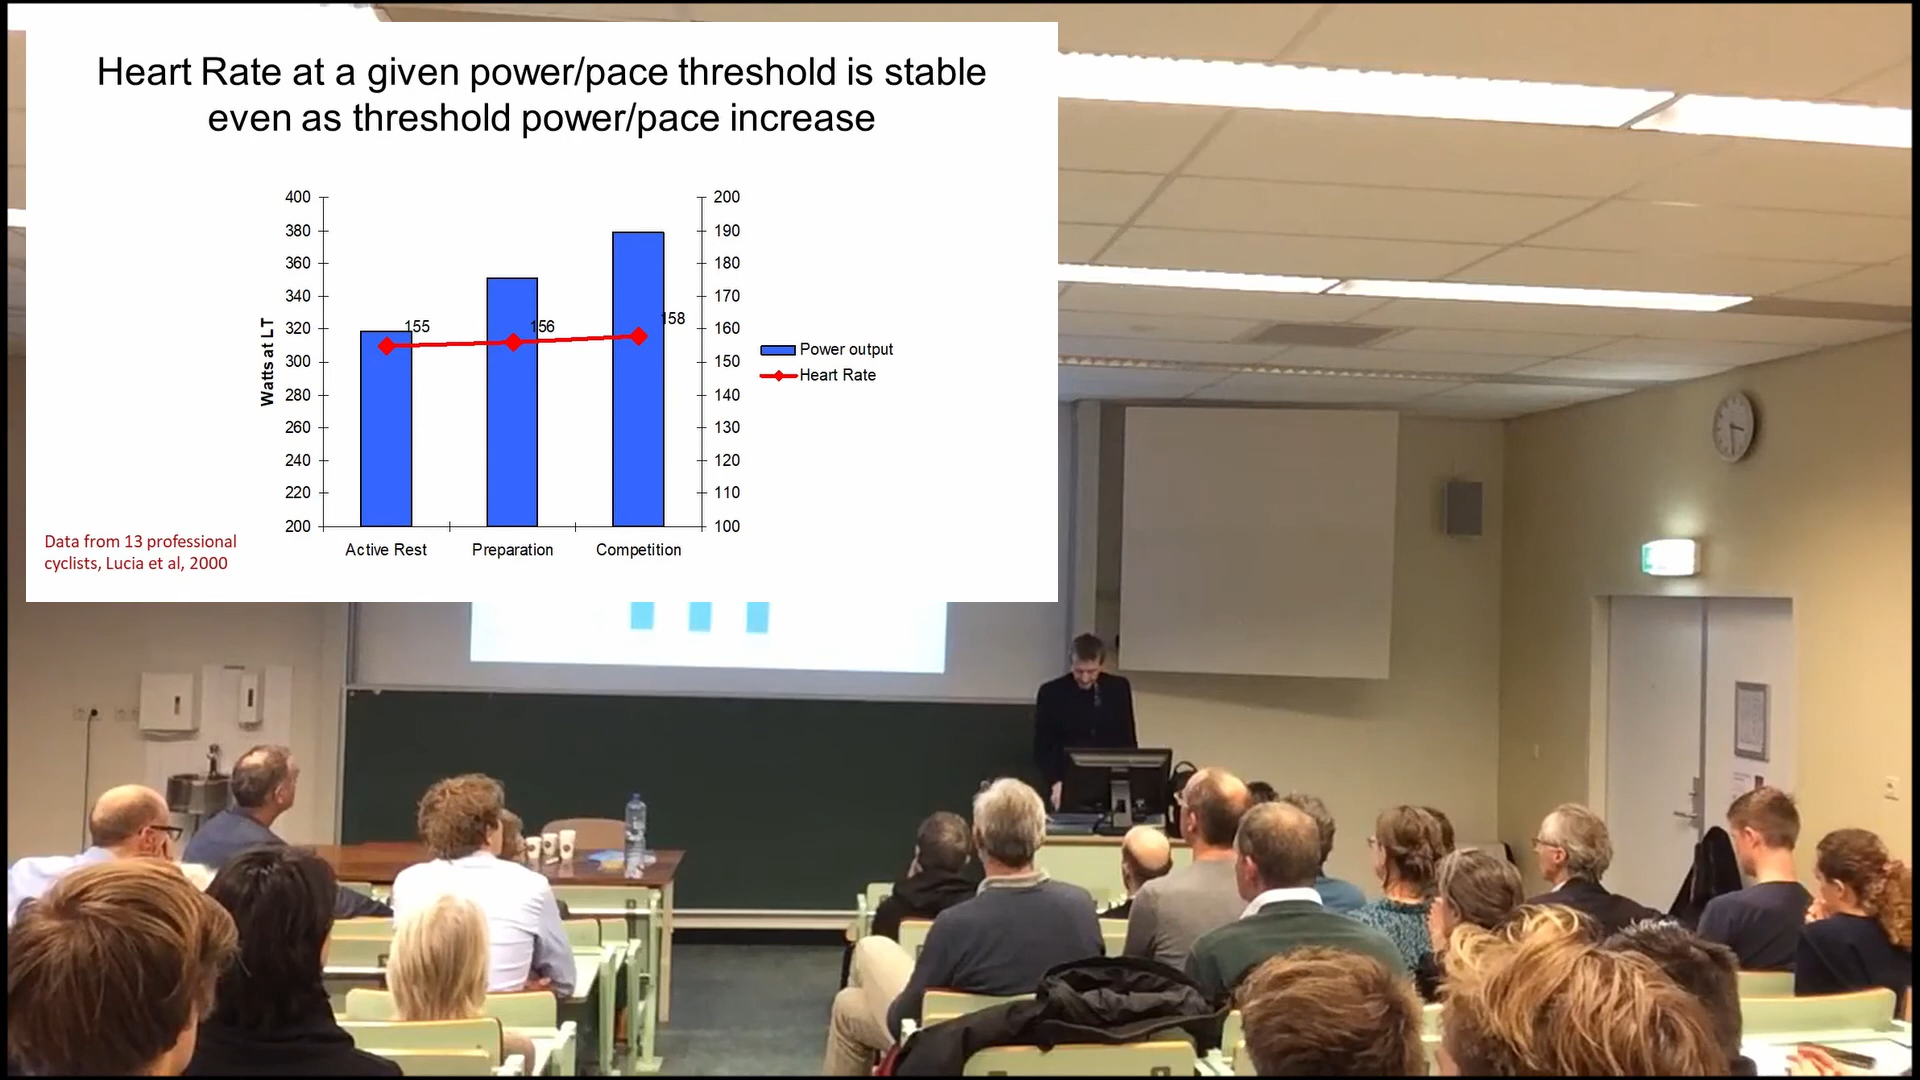 Heart Rate at a given power/pace threshold is stable
even as threshold power/pace increase
400
380
360
340
320
300
280
260
240
220
200
Watts at LT
155
156
158
200
190
180
170
160
150
140
130
120
110
100
Power output
Heart Rate
Active Rest
Preparation
Competition
Data from 13 professional
cyclists, Lucia et al, 2000